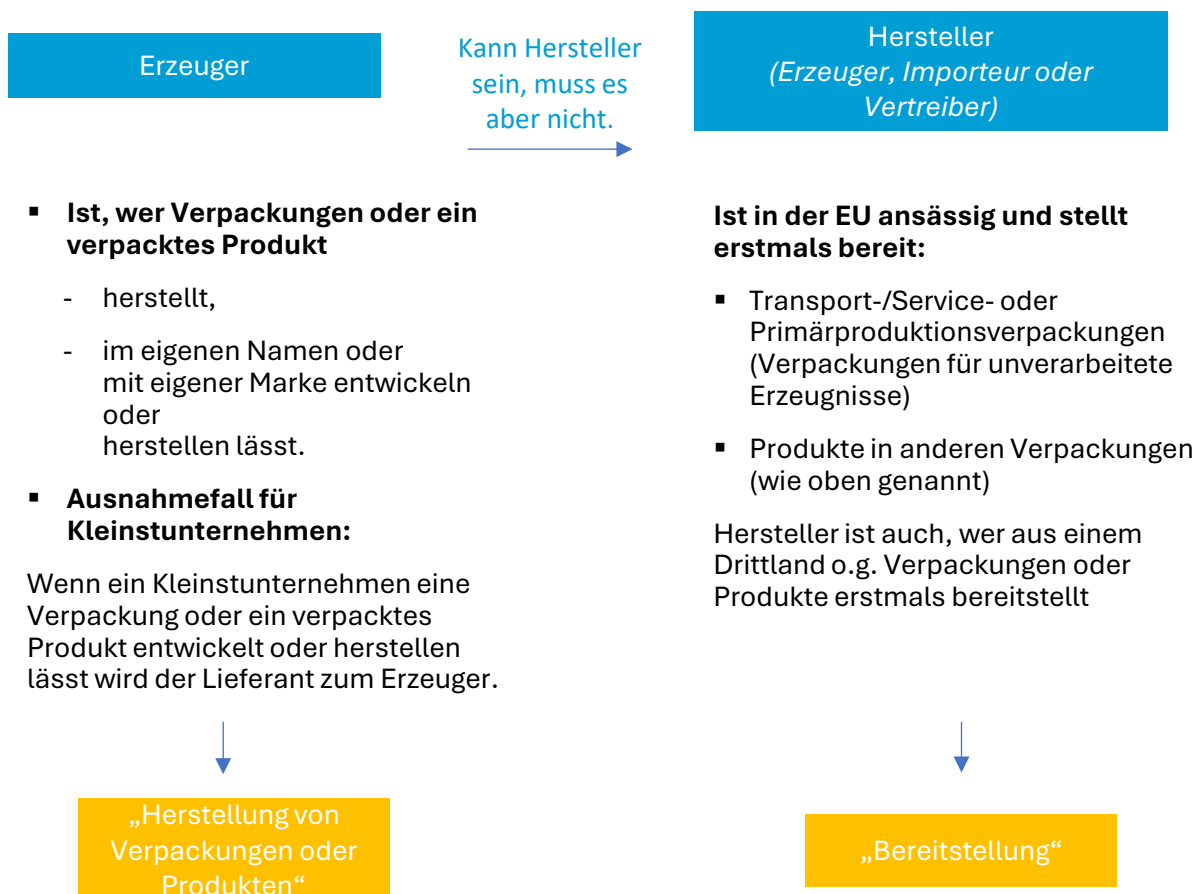 Erzeuger
Kann Hersteller
sein, muss es
aber nicht.
Hersteller
(Erzeuger, Importeur oder
Vertreiber)
▪ Ist, wer Verpackungen oder ein
verpacktes Produkt
- herstellt,
- im eigenen Namen oder
mit eigener Marke entwickeln
oder
herstellen lässt.
▪ Ausnahmefall für
Kleinstunternehmen:
Wenn ein Kleinstunternehmen eine
Verpackung oder ein verpacktes
Produkt entwickelt oder herstellen
lässt wird der Lieferant zum Erzeuger.
„Herstellung von
Verpackungen oder
Produkten“
Ist in der EU ansässig und stellt
erstmals bereit:
▪ Transport-/Service- oder
Primärproduktionsverpackungen
(Verpackungen für unverarbeitete
Erzeugnisse)
▪ Produkte in anderen Verpackungen
(wie oben genannt)
Hersteller ist auch, wer aus einem
Drittland o.g. Verpackungen oder
Produkte erstmals bereitstellt
„Bereitstellung“